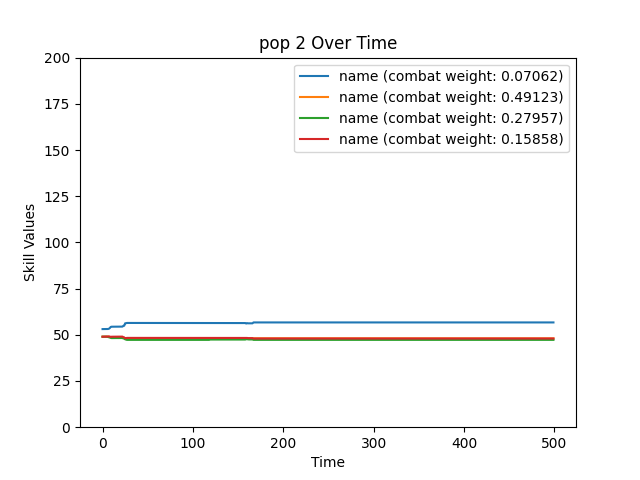 pop 2 Over Time
200
175
150
125
100
75
50
25
0
Skill Values
name (combat weight: 0.07062)
name (combat weight: 0.49123)
name (combat weight: 0.27957)
name (combat weight: 0.15858)
0 100 200 300 400 500
Time